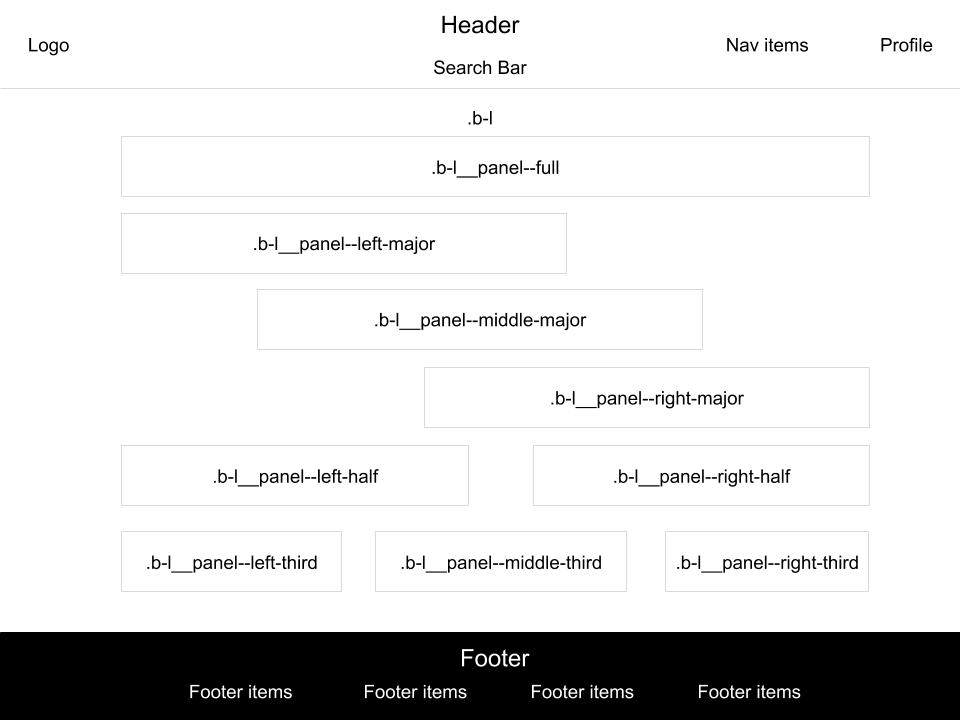 Header
Logo
Nav items
Profile
Search Bar
.b-l
.b-l__panel--full
.b-l__panel--left-major
.b-l__panel--middle-major
.b-l__panel--right-major
.b-l__panel--left-half
.b-l__panel--right-half
.b-l__panel--left-third
.b-l__panel--middle-third
.b-l__panel--right-third
Footer
Footer items
Footer items
Footer items
Footer items